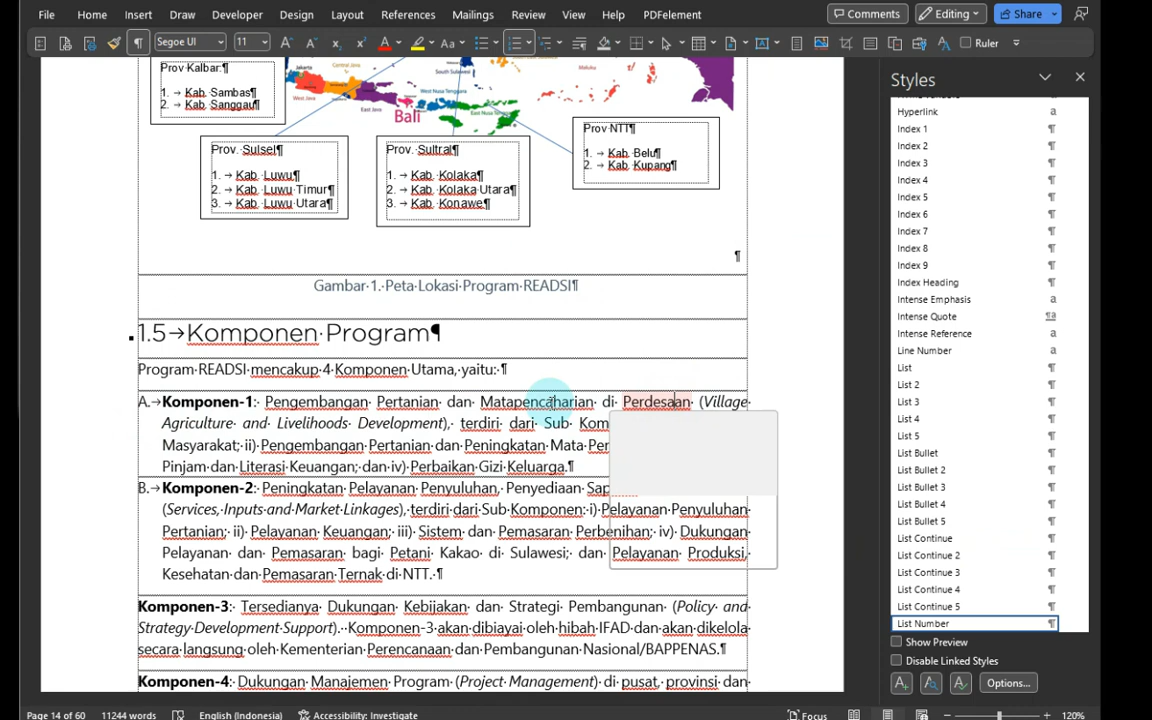 File Home Insert Draw Developer Design Layout References Mailings Review View Help PDFelement Comments Editing Share
Segoe UI 11 Aa Ruler
Prov Kalbar:¶
1. → Kab. Sambas¶
2. → Kab. Sanggau¶
Jakarta
Central Java
West Java
East Java
Bali
West Nusa Tenggara
South Sulawesi
Maluku
Prov. Sulsel¶
1. → Kab. Luwu¶
2. → Kab. Luwu Timur¶
3. → Kab. Luwu Utara¶
Prov. Sultral¶
1. → Kab. Kolaka¶
2. → Kab. Kolaka Utara¶
3. → Kab. Konawe¶
Prov NTT¶
1. → Kab. Belu¶
2. → Kab. Kupang¶
¶
Gambar·1.·Peta·Lokasi·Program·READSI¶
1.5→Komponen·Program¶
Program·READSI·mencakup·4·Komponen·Utama,·yaitu:·¶
A.→Komponen-1:· Pengembangan· Pertanian· dan· Matapencaharian· di· Perdesaan· (Village·
Agriculture· and· Livelihoods· Development),· terdiri· dari· Sub·
Masyarakat;·ii)·Pengembangan·Pertanian·dan·Peningkatan·Mata·
Pinjam·dan·Literasi·Keuangan;·dan·iv)·Perbaikan·Gizi·Keluarga.¶
B.→Komponen-2:· Peningkatan· Pelayanan· Penyuluhan,· Penyediaan·
(Services,·Inputs·and·Market·Linkages),·terdiri·dari·Sub·Komponen:·i)·Pelayanan·Penyuluhan·
Pertanian;· ii)· Pelayanan· Keuangan;· iii)· Sistem· dan· Pemasaran· Perbenihan;· iv)· Dukungan·
Pelayanan· dan· Pemasaran· bagi· Petani· Kakao· di· Sulawesi;· dan· Pelayanan· Produksi,·
Kesehatan·dan·Pemasaran·Ternak·di·NTT.·¶
Komponen-3:· Tersedianya· Dukungan· Kebijakan· dan· Strategi· Pembangunan· (Policy· and·
Strategy·Development·Support).··Komponen-3·akan·dibiayai·oleh·hibah·IFAD·dan·akan·dikelola·
secara·langsung·oleh·Kementerian·Perencanaan·dan·Pembangunan·Nasional/BAPPENAS.¶
Komponen-4:· Dukungan· Manajemen· Program· (Project· Management)· di· pusat,· provinsi· dan·
Styles
Hyperlink a
Index 1 ¶
Index 2 ¶
Index 3 ¶
Index 4 ¶
Index 5 ¶
Index 6 ¶
Index 7 ¶
Index 8 ¶
Index 9 ¶
Index Heading ¶
Intense Emphasis a
Intense Quote ¶a
Intense Reference a
Line Number a
List ¶
List 2 ¶
List 3 ¶
List 4 ¶
List 5 ¶
List Bullet ¶
List Bullet 2 ¶
List Bullet 3 ¶
List Bullet 4 ¶
List Bullet 5 ¶
List Continue ¶
List Continue 2 ¶
List Continue 3 ¶
List Continue 4 ¶
List Continue 5 ¶
List Number ¶
Show Preview
Disable Linked Styles
Options...
Page 14 of 60 11244 words English (Indonesia) Accessibility: Investigate Focus 120%